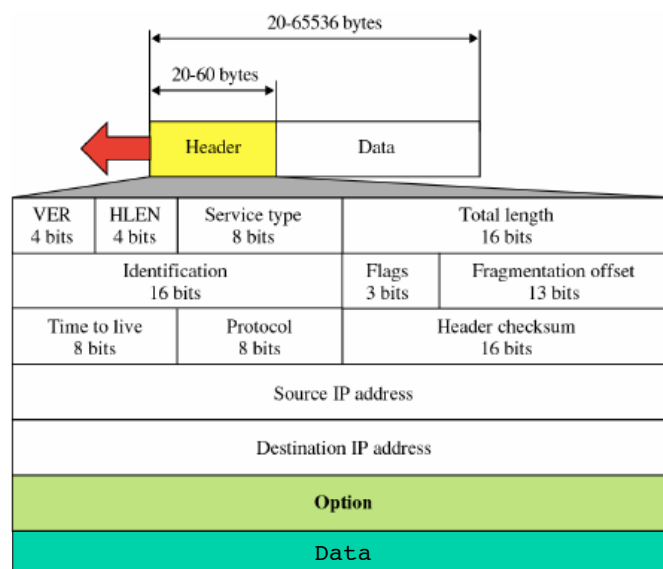 20-65536 bytes
20-60 bytes
Header
Data
VER
4 bits
HLEN
4 bits
Service type
8 bits
Total length
16 bits
Identification
16 bits
Flags
3 bits
Fragmentation offset
13 bits
Time to live
8 bits
Protocol
8 bits
Header checksum
16 bits
Source IP address
Destination IP address
Option
Data